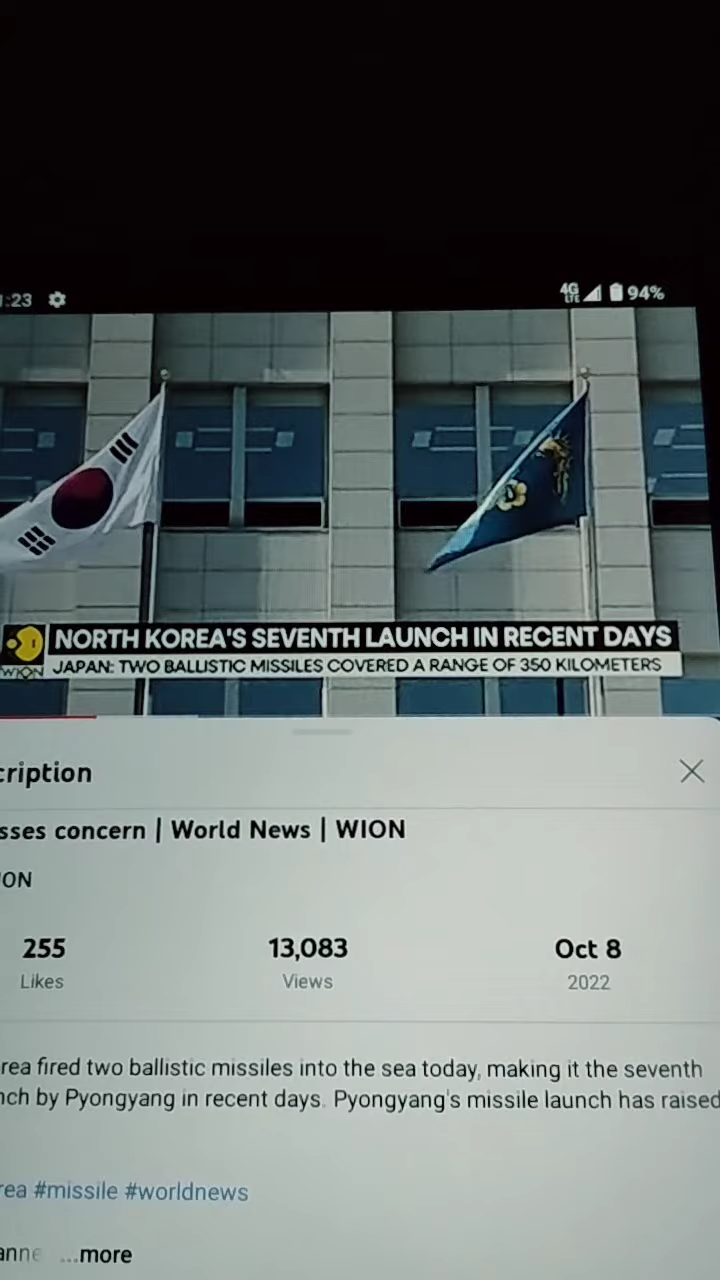 :23
4G LTE 94%
NORTH KOREA'S SEVENTH LAUNCH IN RECENT DAYS
WION JAPAN: TWO BALLISTIC MISSILES COVERED A RANGE OF 350 KILOMETERS
cription
sses concern | World News | WION
ON
255 13,083 Oct 8
Likes Views 2022
rea fired two ballistic missiles into the sea today, making it the seventh
nch by Pyongyang in recent days. Pyongyang's missile launch has raised
rea #missile #worldnews
anne ...more